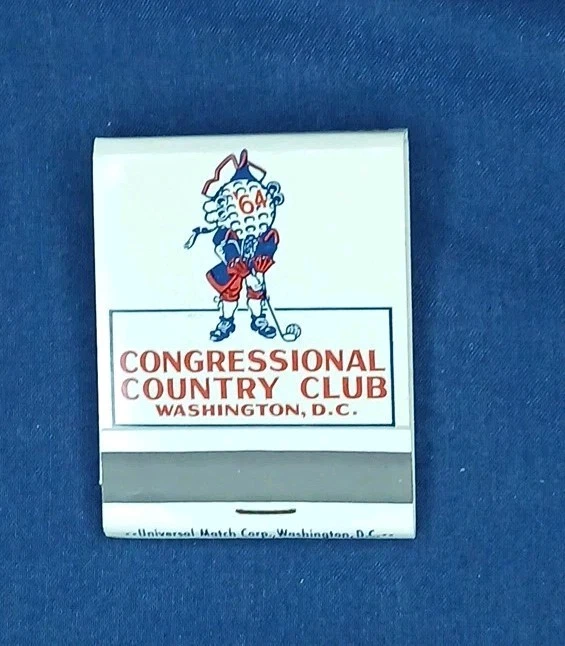 '64
CONGRESSIONAL
COUNTRY CLUB
WASHINGTON, D.C.
--Universal Match Corp., Washington, D.C.--